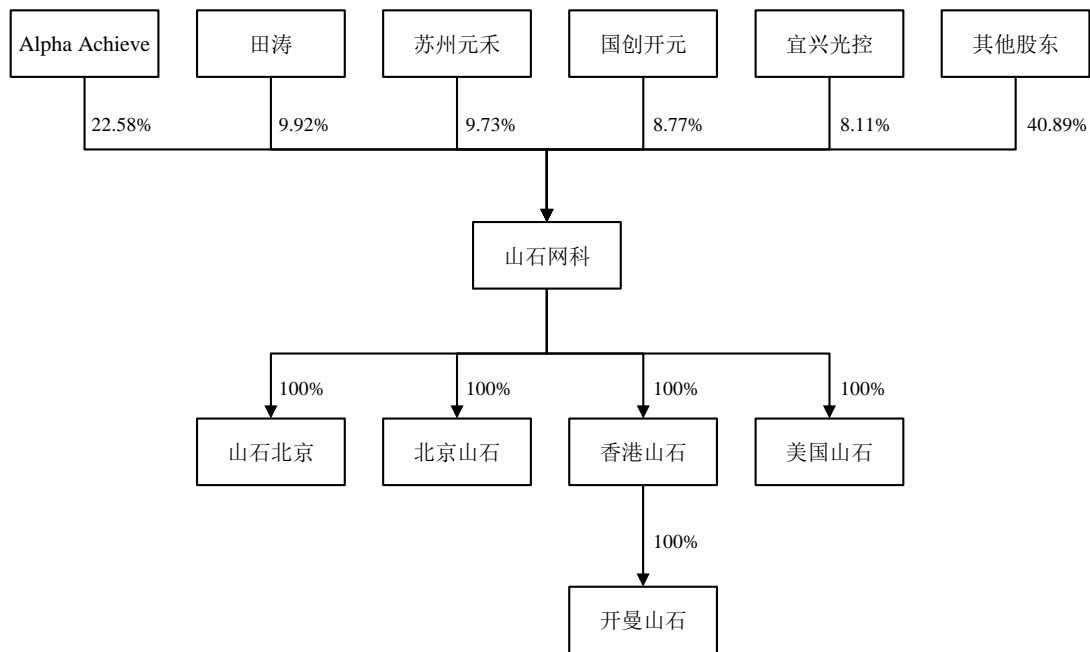 Alpha Achieve
田涛
苏州元禾
国创开元
宜兴光控
其他股东
22.58%
9.92%
9.73%
8.77%
8.11%
40.89%
山石网科
100%
100%
100%
100%
山石北京
北京山石
香港山石
美国山石
100%
开曼山石